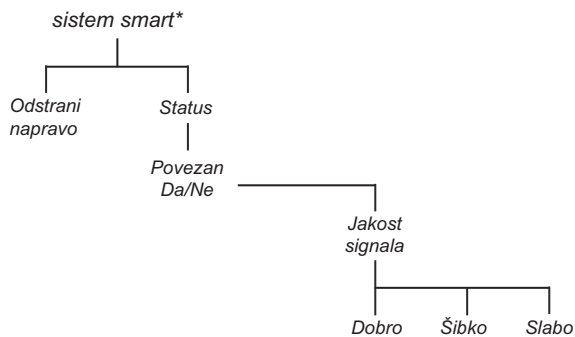 sistem smart*
Odstrani
napravo
Status
Povezan
Da/Ne
Jakost
signala
Dobro
Šibko
Slabo